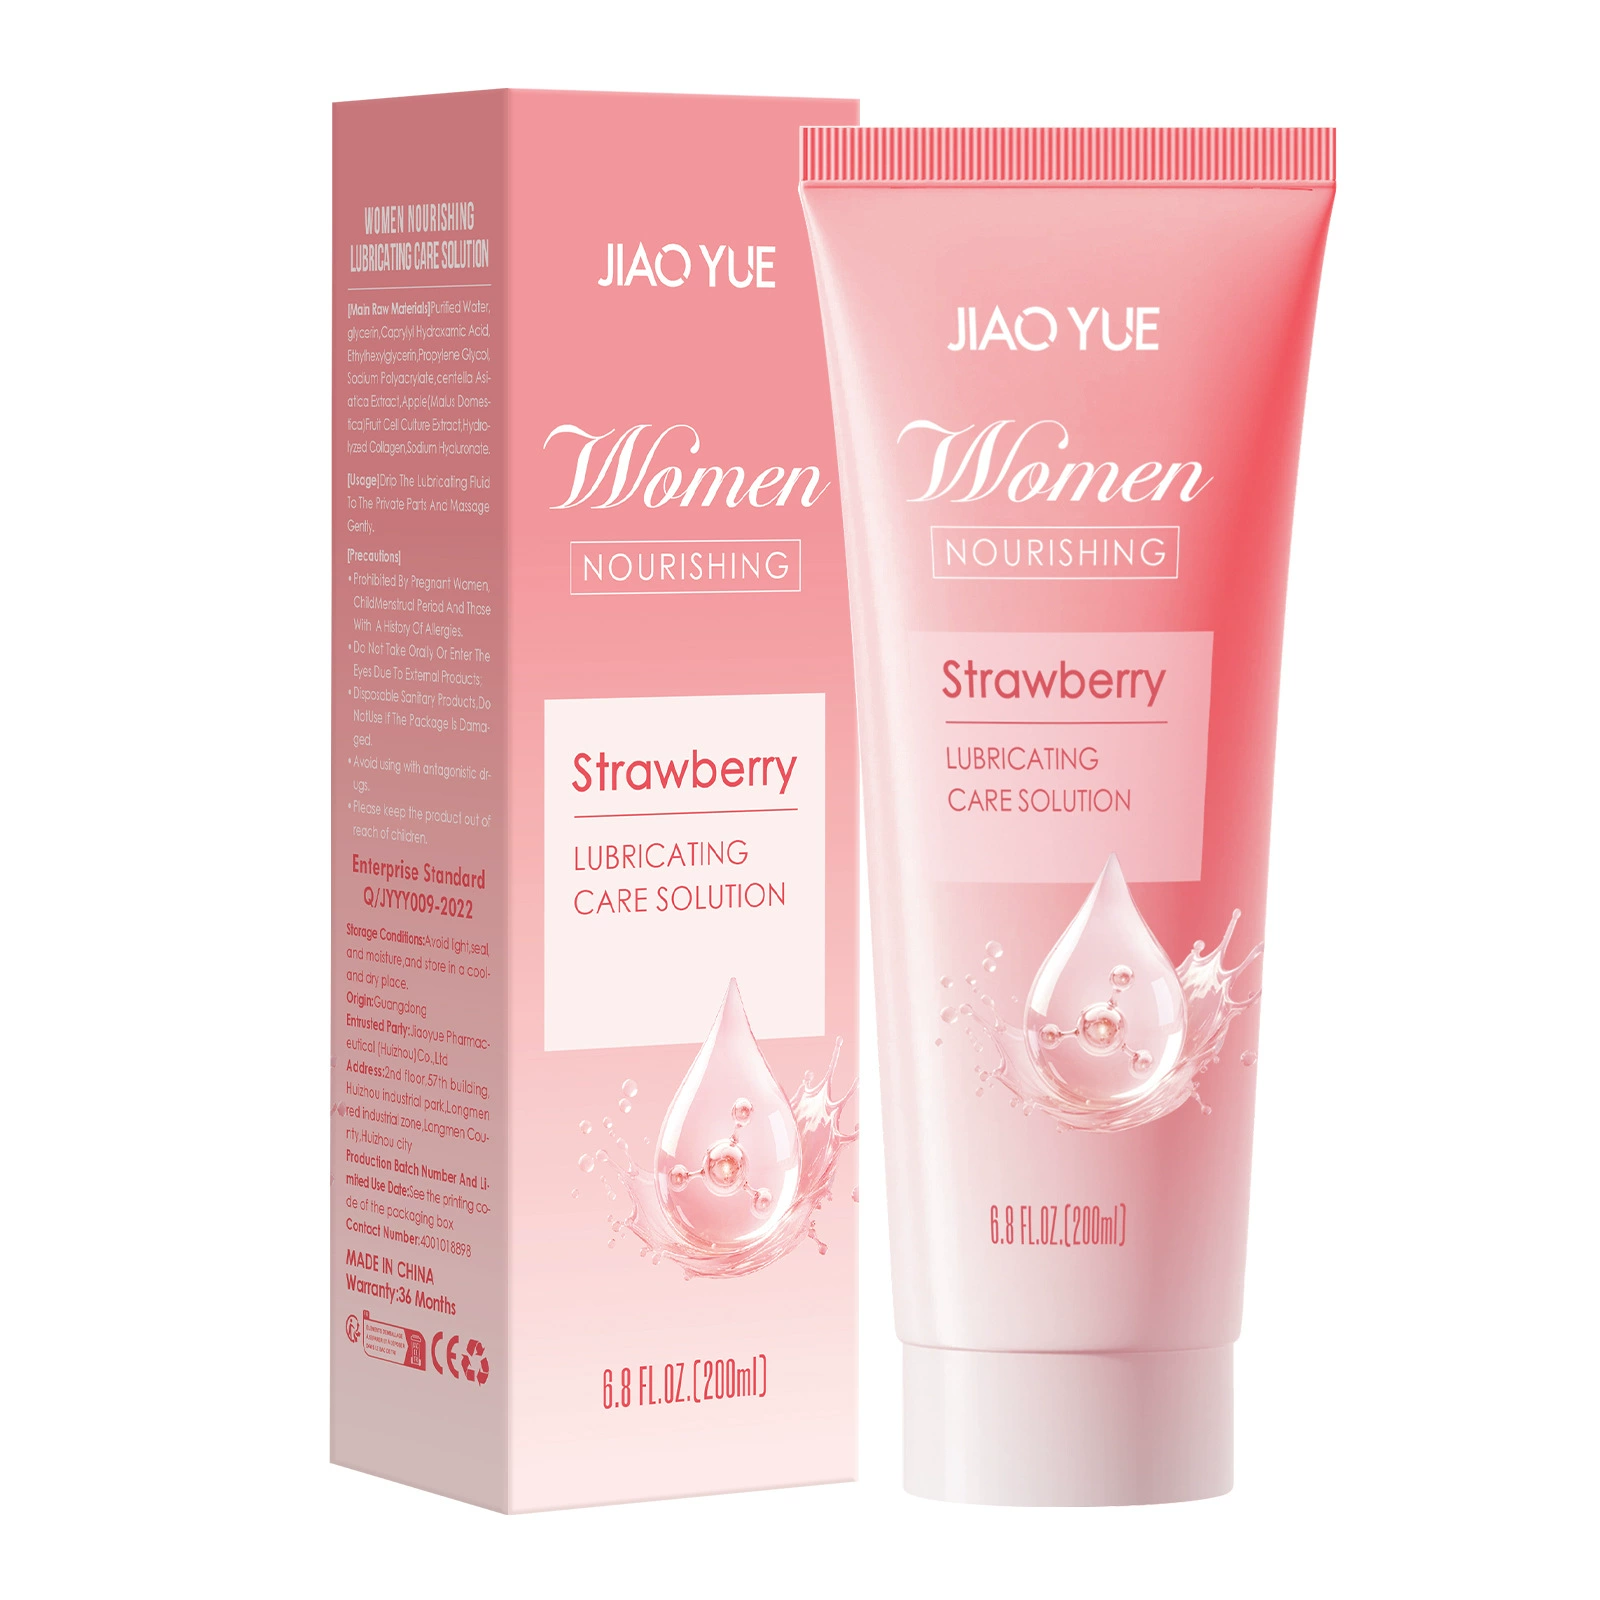 WOMEN NOURISHING
LUBRICATING CARE SOLUTION
[Main Raw Materials]Purified Water,
glycerin,Caprylyl Hydroxamic Acid,
Ethylhexylglycerin,Propylene Glycol,
Sodium Polyacrylate,centella Asi-
atica Extract,Apple(Malus Domes-
tica)Fruit Cell Culture Extract,Hydro-
lyzed Collagen,Sodium Hyaluronate.
[Usage]Drip The Lubricating Fluid
To The Private Parts And Massage
Gently.
[Precautions]
• Prohibited By Pregnant Women,
ChildMenstrual Period And Those
With A History Of Allergies.
• Do Not Take Orally Or Enter The
Eyes Due To External Products;
• Disposable Sanitary Products,Do
NotUse If The Package Is Dama-
ged.
• Avoid using with antagonistic dr-
ugs.
• Please keep the product out of
reach of children.
Enterprise Standard
Q/JYYY009-2022
Storage Conditions:Avoid light,seal,
and moisture,and store in a cool-
and dry place.
Origin:Guangdong
Entrusted Party:Jiaoyue Pharmac-
eutical (Huizhou)Co.,Ltd
Address:2nd floor,57th building,
Huizhou industrial park,Longmen
red industrial zone,Longmen Cou-
nty,Huizhou city
Production Batch Number And Li-
mited Use Date:See the printing co-
de of the packaging box
Contact Number:4001018898
MADE IN CHINA
Warranty:36 Months
FR
ÉLÉMENTS D'EMBALLAGE
CE
JIAO YUE
Women
NOURISHING
Strawberry
LUBRICATING
CARE SOLUTION
6.8 FL.OZ.(200ml)
JIAO YUE
Women
NOURISHING
Strawberry
LUBRICATING
CARE SOLUTION
6.8 FL.OZ.(200ml)